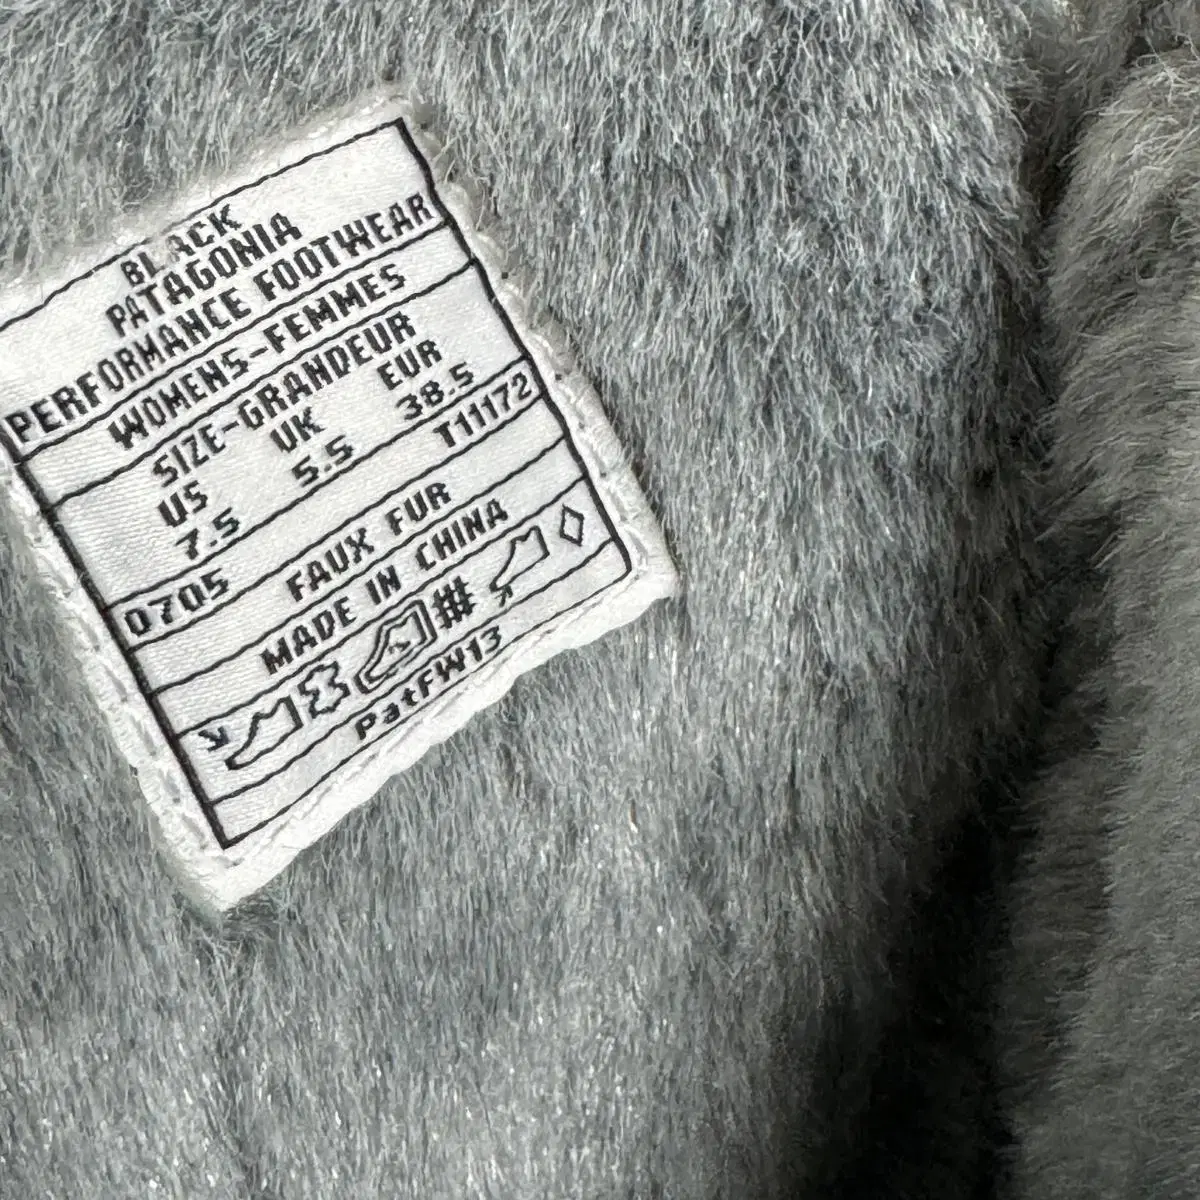 BLACK
PATAGONIA
PERFORMANCE FOOTWEAR
WOMENS-FEMMES
SIZE-GRANDEUR
US UK EUR
7.5 5.5 38.5
0705 T11172
FAUX FUR
MADE IN CHINA
PatFW13